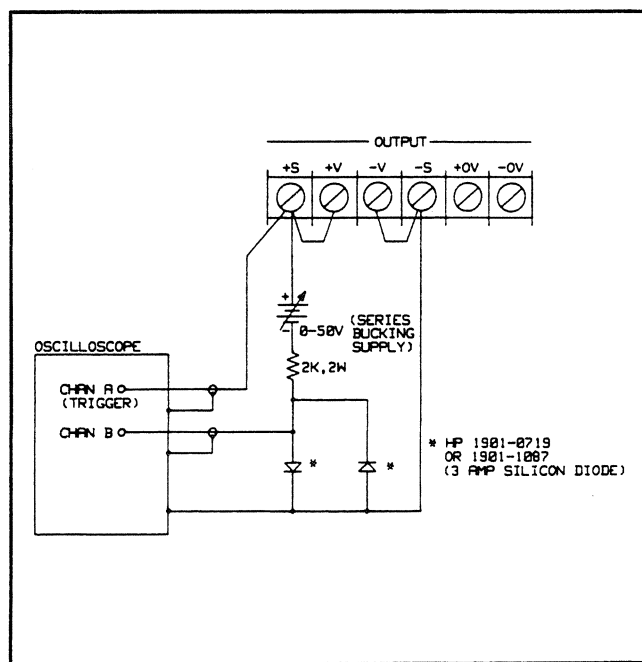 OUTPUT
+S +V -V -S +OV -OV
+
- 0-50V (SERIES
BUCKING
SUPPLY)
2K,2W
OSCILLOSCOPE
CHAN A
(TRIGGER)
CHAN B
* *
* HP 1901-0719
OR 1901-1087
(3 AMP SILICON DIODE)